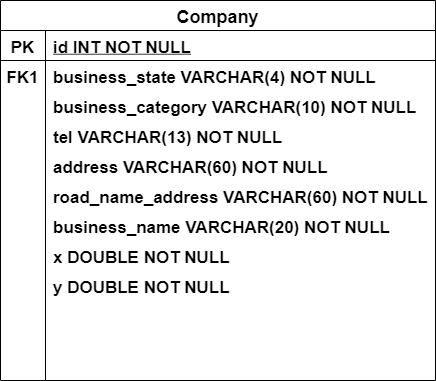 Company
PK id INT NOT NULL
FK1 business_state VARCHAR(4) NOT NULL
business_category VARCHAR(10) NOT NULL
tel VARCHAR(13) NOT NULL
address VARCHAR(60) NOT NULL
road_name_address VARCHAR(60) NOT NULL
business_name VARCHAR(20) NOT NULL
x DOUBLE NOT NULL
y DOUBLE NOT NULL